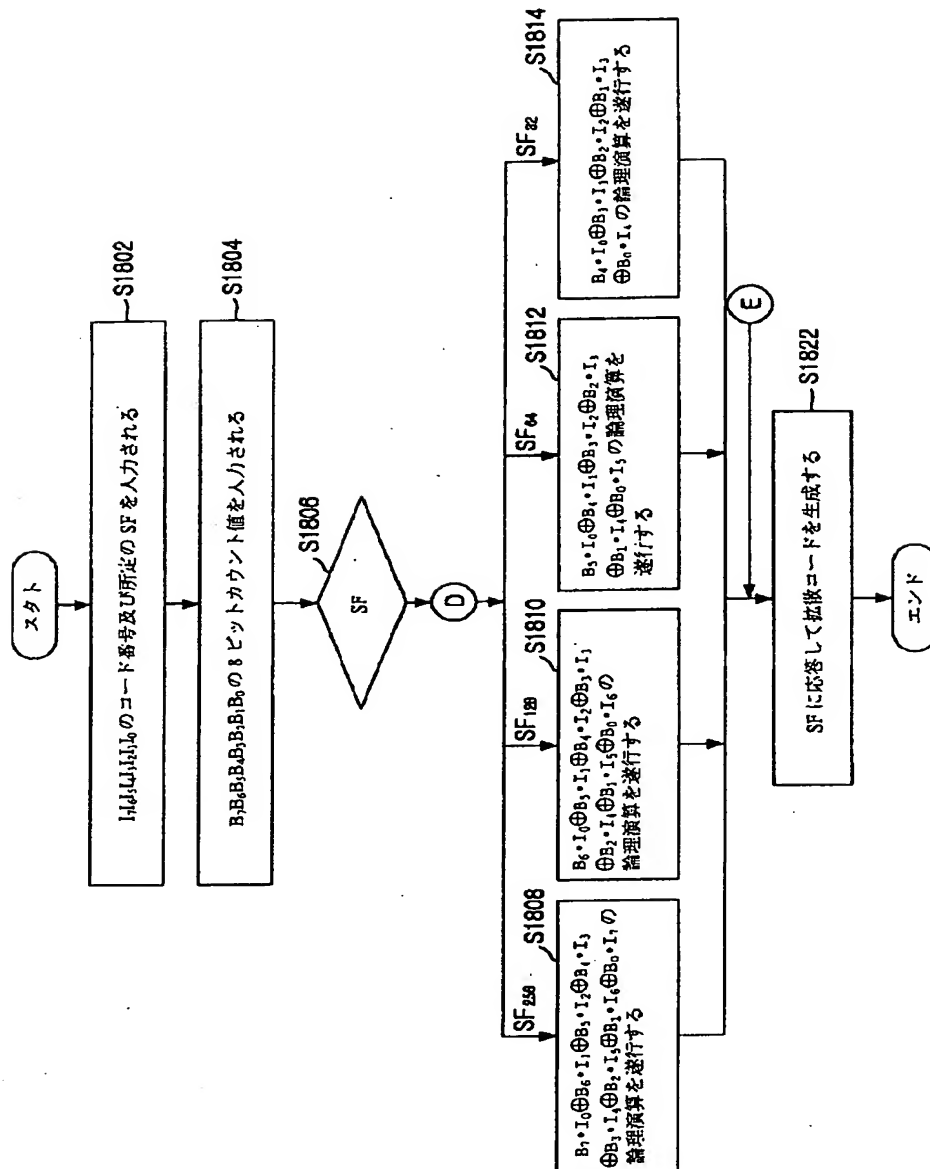 スタト
I₇I₆I₅I₄I₃I₂I₁I₀のコード番号及び所定の SF を入力される
S1802
B₇B₆B₅B₄B₃B₂B₁B₀の 8 ビットカウント値を入力される
S1804
SF
S1806
D
SF₂₅₆
S1808
B₇•I₀⊕B₆•I₁⊕B₅•I₂⊕B₄•I₃
⊕B₃•I₄⊕B₂•I₅⊕B₁•I₆⊕B₀•I₇の
論理演算を遂行する
SF₁₂₈
S1810
B₆•I₀⊕B₅•I₁⊕B₄•I₂⊕B₃•I₃
⊕B₂•I₄⊕B₁•I₅⊕B₀•I₆の
論理演算を遂行する
SF₆₄
S1812
B₅•I₀⊕B₄•I₁⊕B₃•I₂⊕B₂•I₃
⊕B₁•I₄⊕B₀•I₅の論理演算を
遂行する
SF₃₂
S1814
B₄•I₀⊕B₃•I₁⊕B₂•I₂⊕B₁•I₃
⊕B₀•I₄の論理演算を遂行する
E
SF に応答して拡散コードを生成する
S1822
エンド